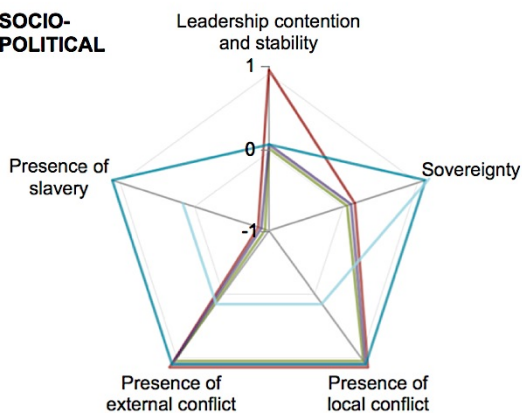 SOCIO-
POLITICAL
Leadership contention
and stability
1
0
-1
Presence of
slavery
Sovereignty
Presence of
external conflict
Presence of
local conflict